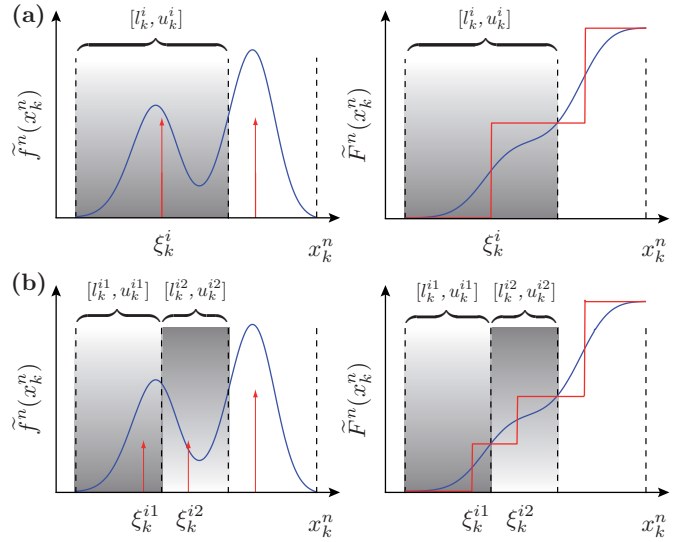 (a)
[l_k^i, u_k^i]
[l_k^i, u_k^i]
f̃^n(x_k^n)
F̃^n(x_k^n)
ξ_k^i
x_k^n
ξ_k^i
x_k^n
(b)
[l_k^{i1}, u_k^{i1}] [l_k^{i2}, u_k^{i2}]
[l_k^{i1}, u_k^{i1}] [l_k^{i2}, u_k^{i2}]
f̃^n(x_k^n)
F̃^n(x_k^n)
ξ_k^{i1} ξ_k^{i2}
x_k^n
ξ_k^{i1} ξ_k^{i2}
x_k^n